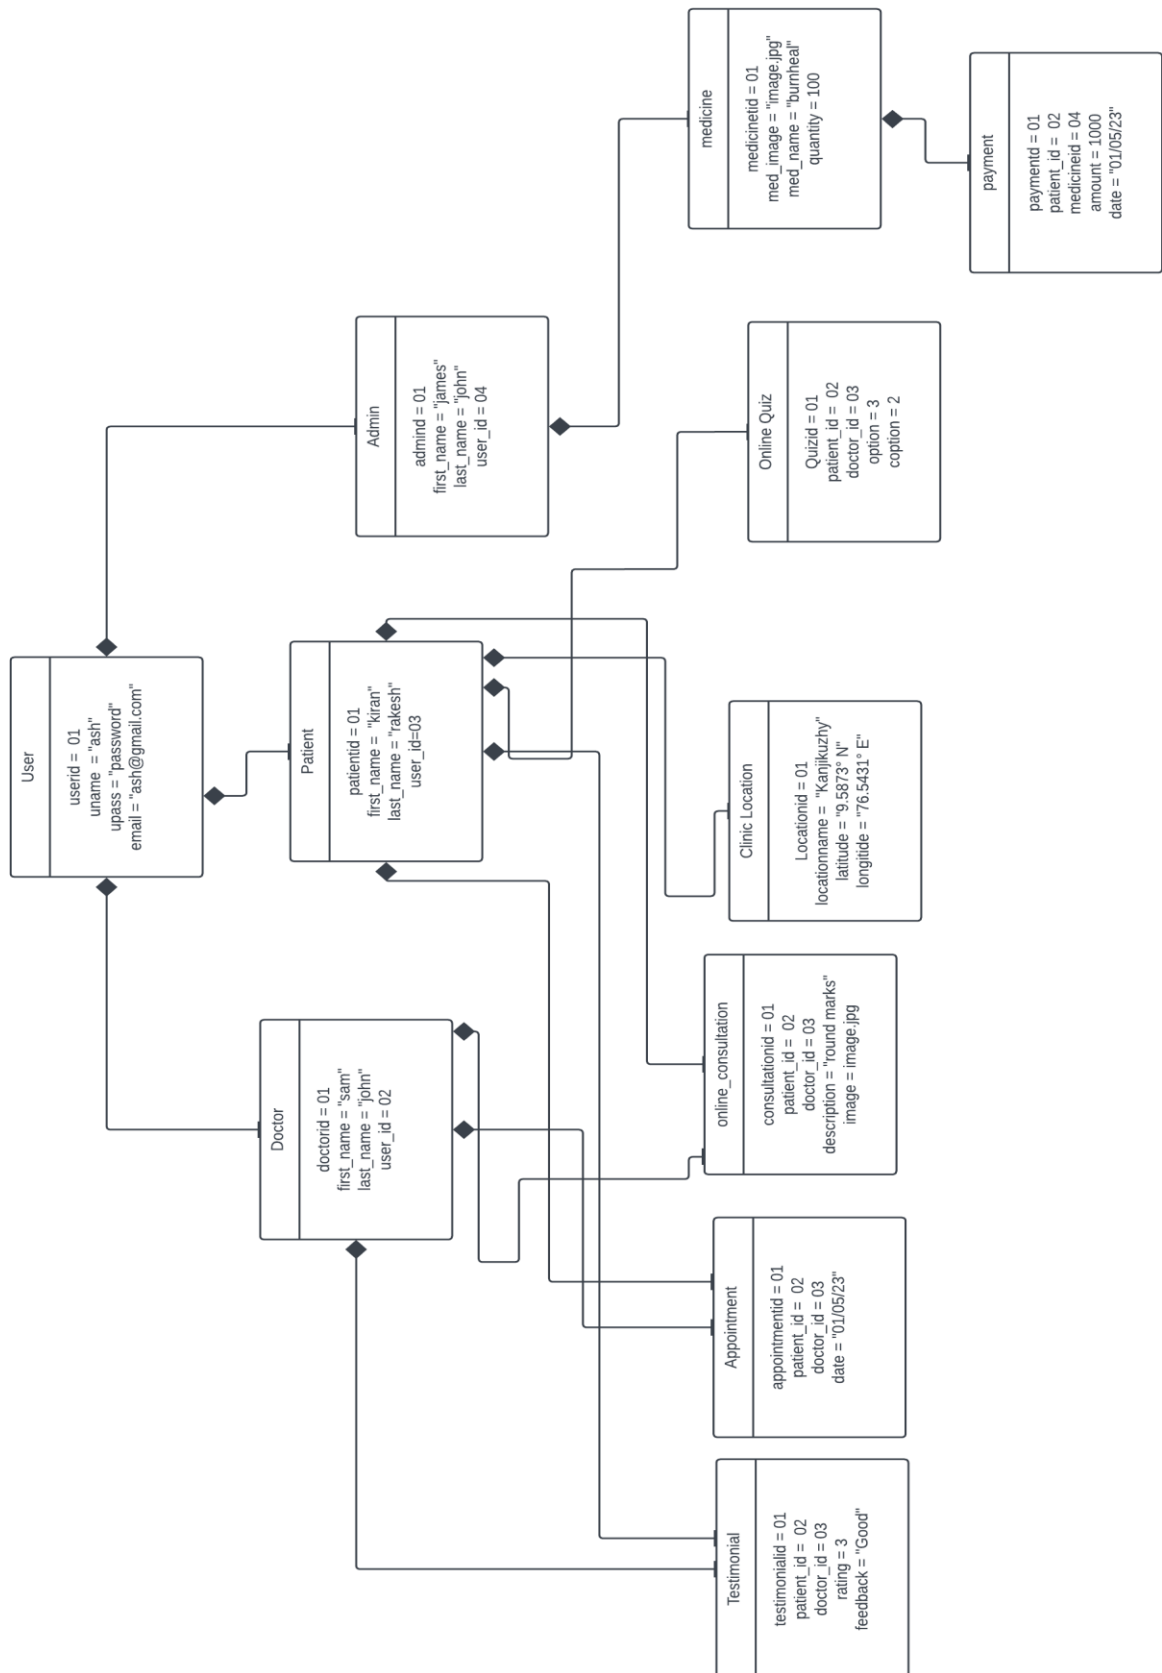 User
userid = 01
uname = "ash"
upass = "password"
email = "ash@gmail.com"
Doctor
doctorid = 01
first_name = "sam"
last_name = "john"
user_id = 02
Patient
patientid = 01
first_name = "kiran"
last_name = "rakesh"
user_id=03
Admin
admind = 01
first_name = "james"
last_name = "john"
user_id = 04
Testimonial
testimonialid = 01
patient_id = 02
doctor_id = 03
rating = 3
feedback = "Good"
Appointment
appointmentid = 01
patient_id = 02
doctor_id = 03
date = "01/05/23"
online_consultation
consultationid = 01
patient_id = 02
doctor_id = 03
description = "round marks"
image = image.jpg
Clinic Location
Locationid = 01
locationname = "Kanjikuzhy"
latitude = "9.5873° N"
longitide = "76.5431° E"
Online Quiz
Quizid = 01
patient_id = 02
doctor_id = 03
option = 3
coption = 2
medicine
medicinetid = 01
med_image = "image.jpg"
med_name = "burnheal"
quantity = 100
payment
paymentd = 01
patient_id = 02
medicineid = 04
amount = 1000
date = "01/05/23"